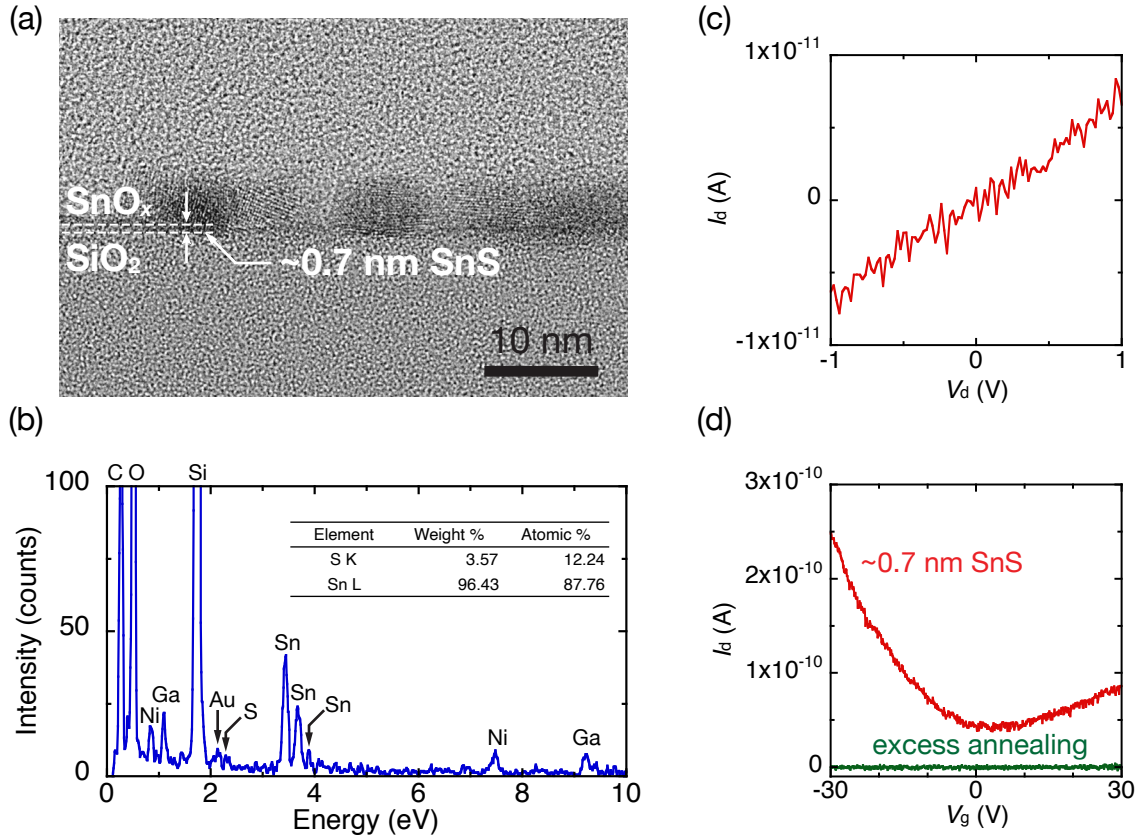 (a)
SnOₓ
SiO₂
~0.7 nm SnS
10 nm
(b)
Intensity (counts)
100
50
0
C O Si
Ni Ga Au S Sn Sn Sn Ni Ga
Element Weight % Atomic %
S K 3.57 12.24
Sn L 96.43 87.76
0 2 4 6 8 10
Energy (eV)
(c)
Id (A)
1x10-11
0
-1x10-11
-1 0 1
Vd (V)
(d)
Id (A)
3x10-10
2x10-10
1x10-10
0
~0.7 nm SnS
excess annealing
-30 0 30
Vg (V)